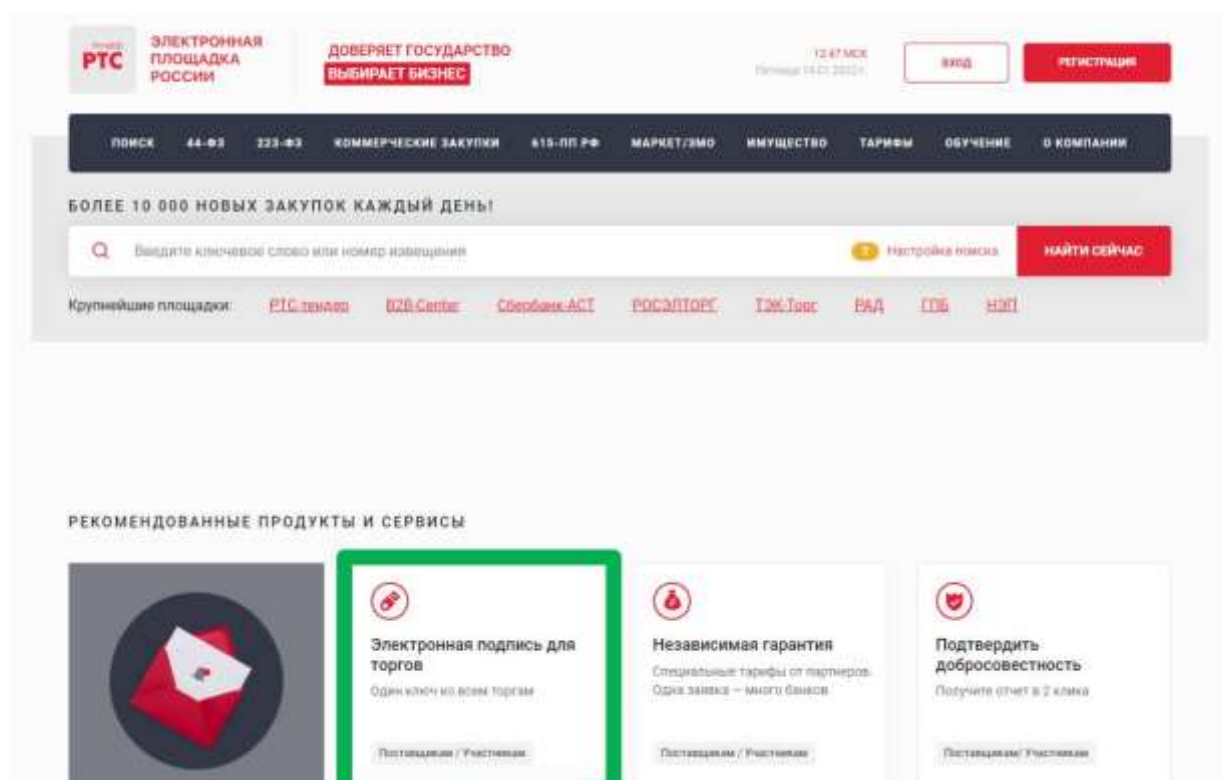 РТС
ЭЛЕКТРОННАЯ
ПЛОЩАДКА
РОССИИ
ДОВЕРЯЕТ ГОСУДАРСТВО
ВЫБИРАЕТ БИЗНЕС
12:47 МСК
Пятница
ВХОД
РЕГИСТРАЦИЯ
ПОИСК 44-ФЗ 223-ФЗ КОММЕРЧЕСКИЕ ЗАКУПКИ 615-ПП РФ МАРКЕТ/ЗМО ИМУЩЕСТВО ТАРИФЫ ОБУЧЕНИЕ О КОМПАНИИ
БОЛЕЕ 10 000 НОВЫХ ЗАКУПОК КАЖДЫЙ ДЕНЬ!
Введите ключевое слово или номер извещения
Настройка поиска
НАЙТИ СЕЙЧАС
Крупнейшие площадки: РТС-тендер B2B-Center Сбербанк-АСТ РОСЭЛТОРГ ТЭК-Торг РАД ГПБ НЭП
РЕКОМЕНДОВАННЫЕ ПРОДУКТЫ И СЕРВИСЫ
Электронная подпись для
торгов
Один ключ ко всем торгам
Поставщикам / Участникам
Независимая гарантия
Специальные тарифы от партнеров.
Одна заявка – много банков
Поставщикам / Участникам
Подтвердить
добросовестность
Получите отчет в 2 клика
Поставщикам/ Участникам